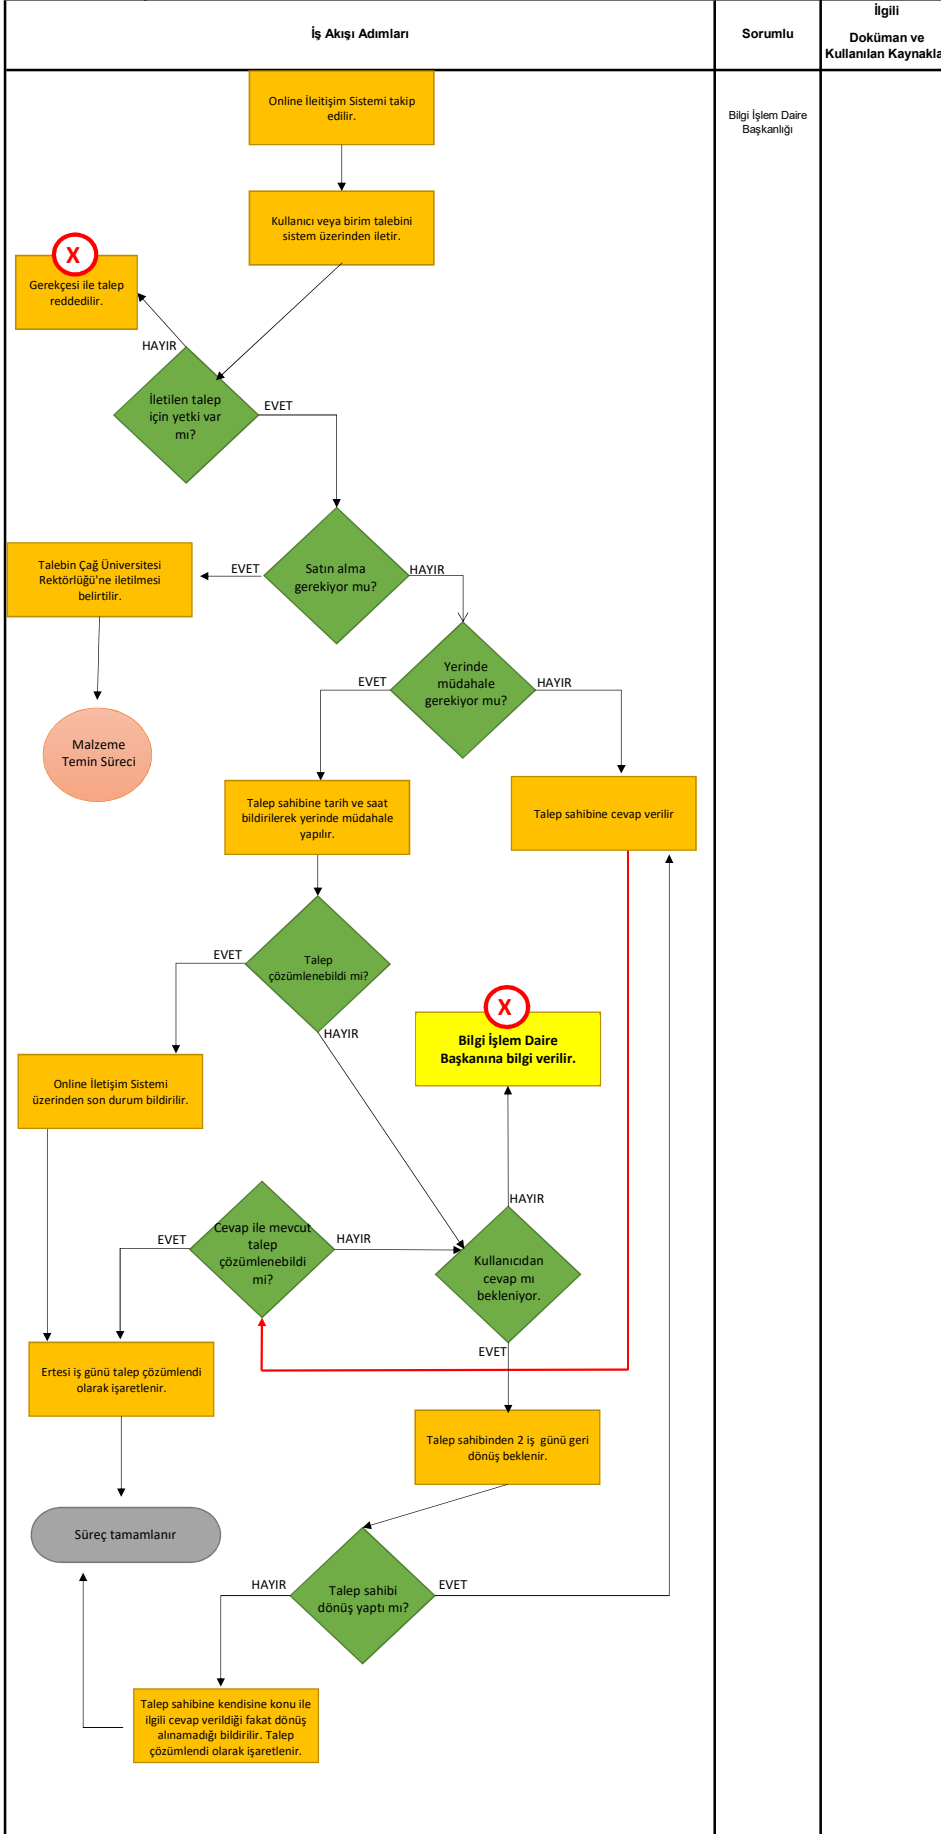 İş Akışı Adımları
Sorumlu
İlgili
Doküman ve
Kullanılan Kaynakla
Online İleitişim Sistemi takip
edilir.
Bilgi İşlem Daire
Başkanlığı
Kullanıcı veya birim talebini
sistem üzerinden iletir.
X
Gerekçesi ile talep
reddedilir.
HAYIR
İletilen talep
için yetki var
mı?
EVET
Talebin Çağ Üniversitesi
Rektörlüğü'ne iletilmesi
belirtilir.
EVET
Satın alma
gerekiyor mu?
HAYIR
Malzeme
Temin Süreci
EVET
Yerinde
müdahale
gerekiyor mu?
HAYIR
Talep sahibine tarih ve saat
bildirilerek yerinde müdahale
yapılır.
Talep sahibine cevap verilir
EVET
Talep
çözümlenebildi mi?
HAYIR
X
Bilgi İşlem Daire
Başkanına bilgi verilir.
Online İletişim Sistemi
üzerinden son durum bildirilir.
HAYIR
EVET
Cevap ile mevcut
talep
çözümlenebildi
mi?
HAYIR
Kullanıcıdan
cevap mı
bekleniyor.
EVET
Ertesi iş günü talep çözümlendi
olarak işaretlenir.
Talep sahibinden 2 iş  günü geri
dönüş beklenir.
Süreç tamamlanır
HAYIR
Talep sahibi
dönüş yaptı mı?
EVET
Talep sahibine kendisine konu ile
ilgili cevap verildiği fakat dönüş
alınamadığı bildirilir. Talep
çözümlendi olarak işaretlenir.